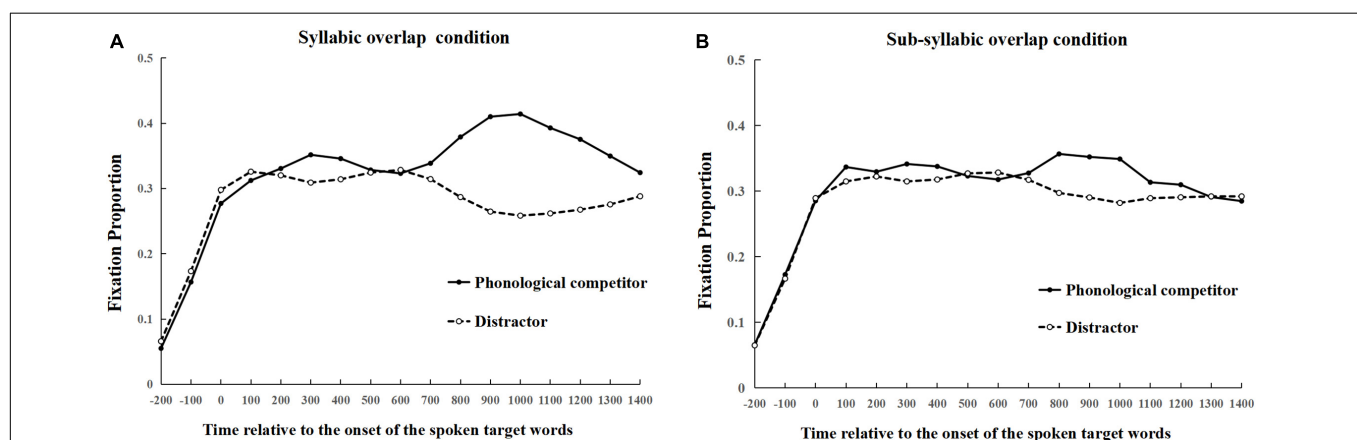 A
Syllabic overlap condition
0.5
0.4
0.3
0.2
0.1
0
Fixation Proportion
Phonological competitor
Distractor
-200 -100 0 100 200 300 400 500 600 700 800 900 1000 1100 1200 1300 1400
Time relative to the onset of the spoken target words
B
Sub-syllabic overlap condition
0.5
0.4
0.3
0.2
0.1
0
Fixation Proportion
Phonological competitor
Distractor
-200 -100 0 100 200 300 400 500 600 700 800 900 1000 1100 1200 1300 1400
Time relative to the onset of the spoken target words